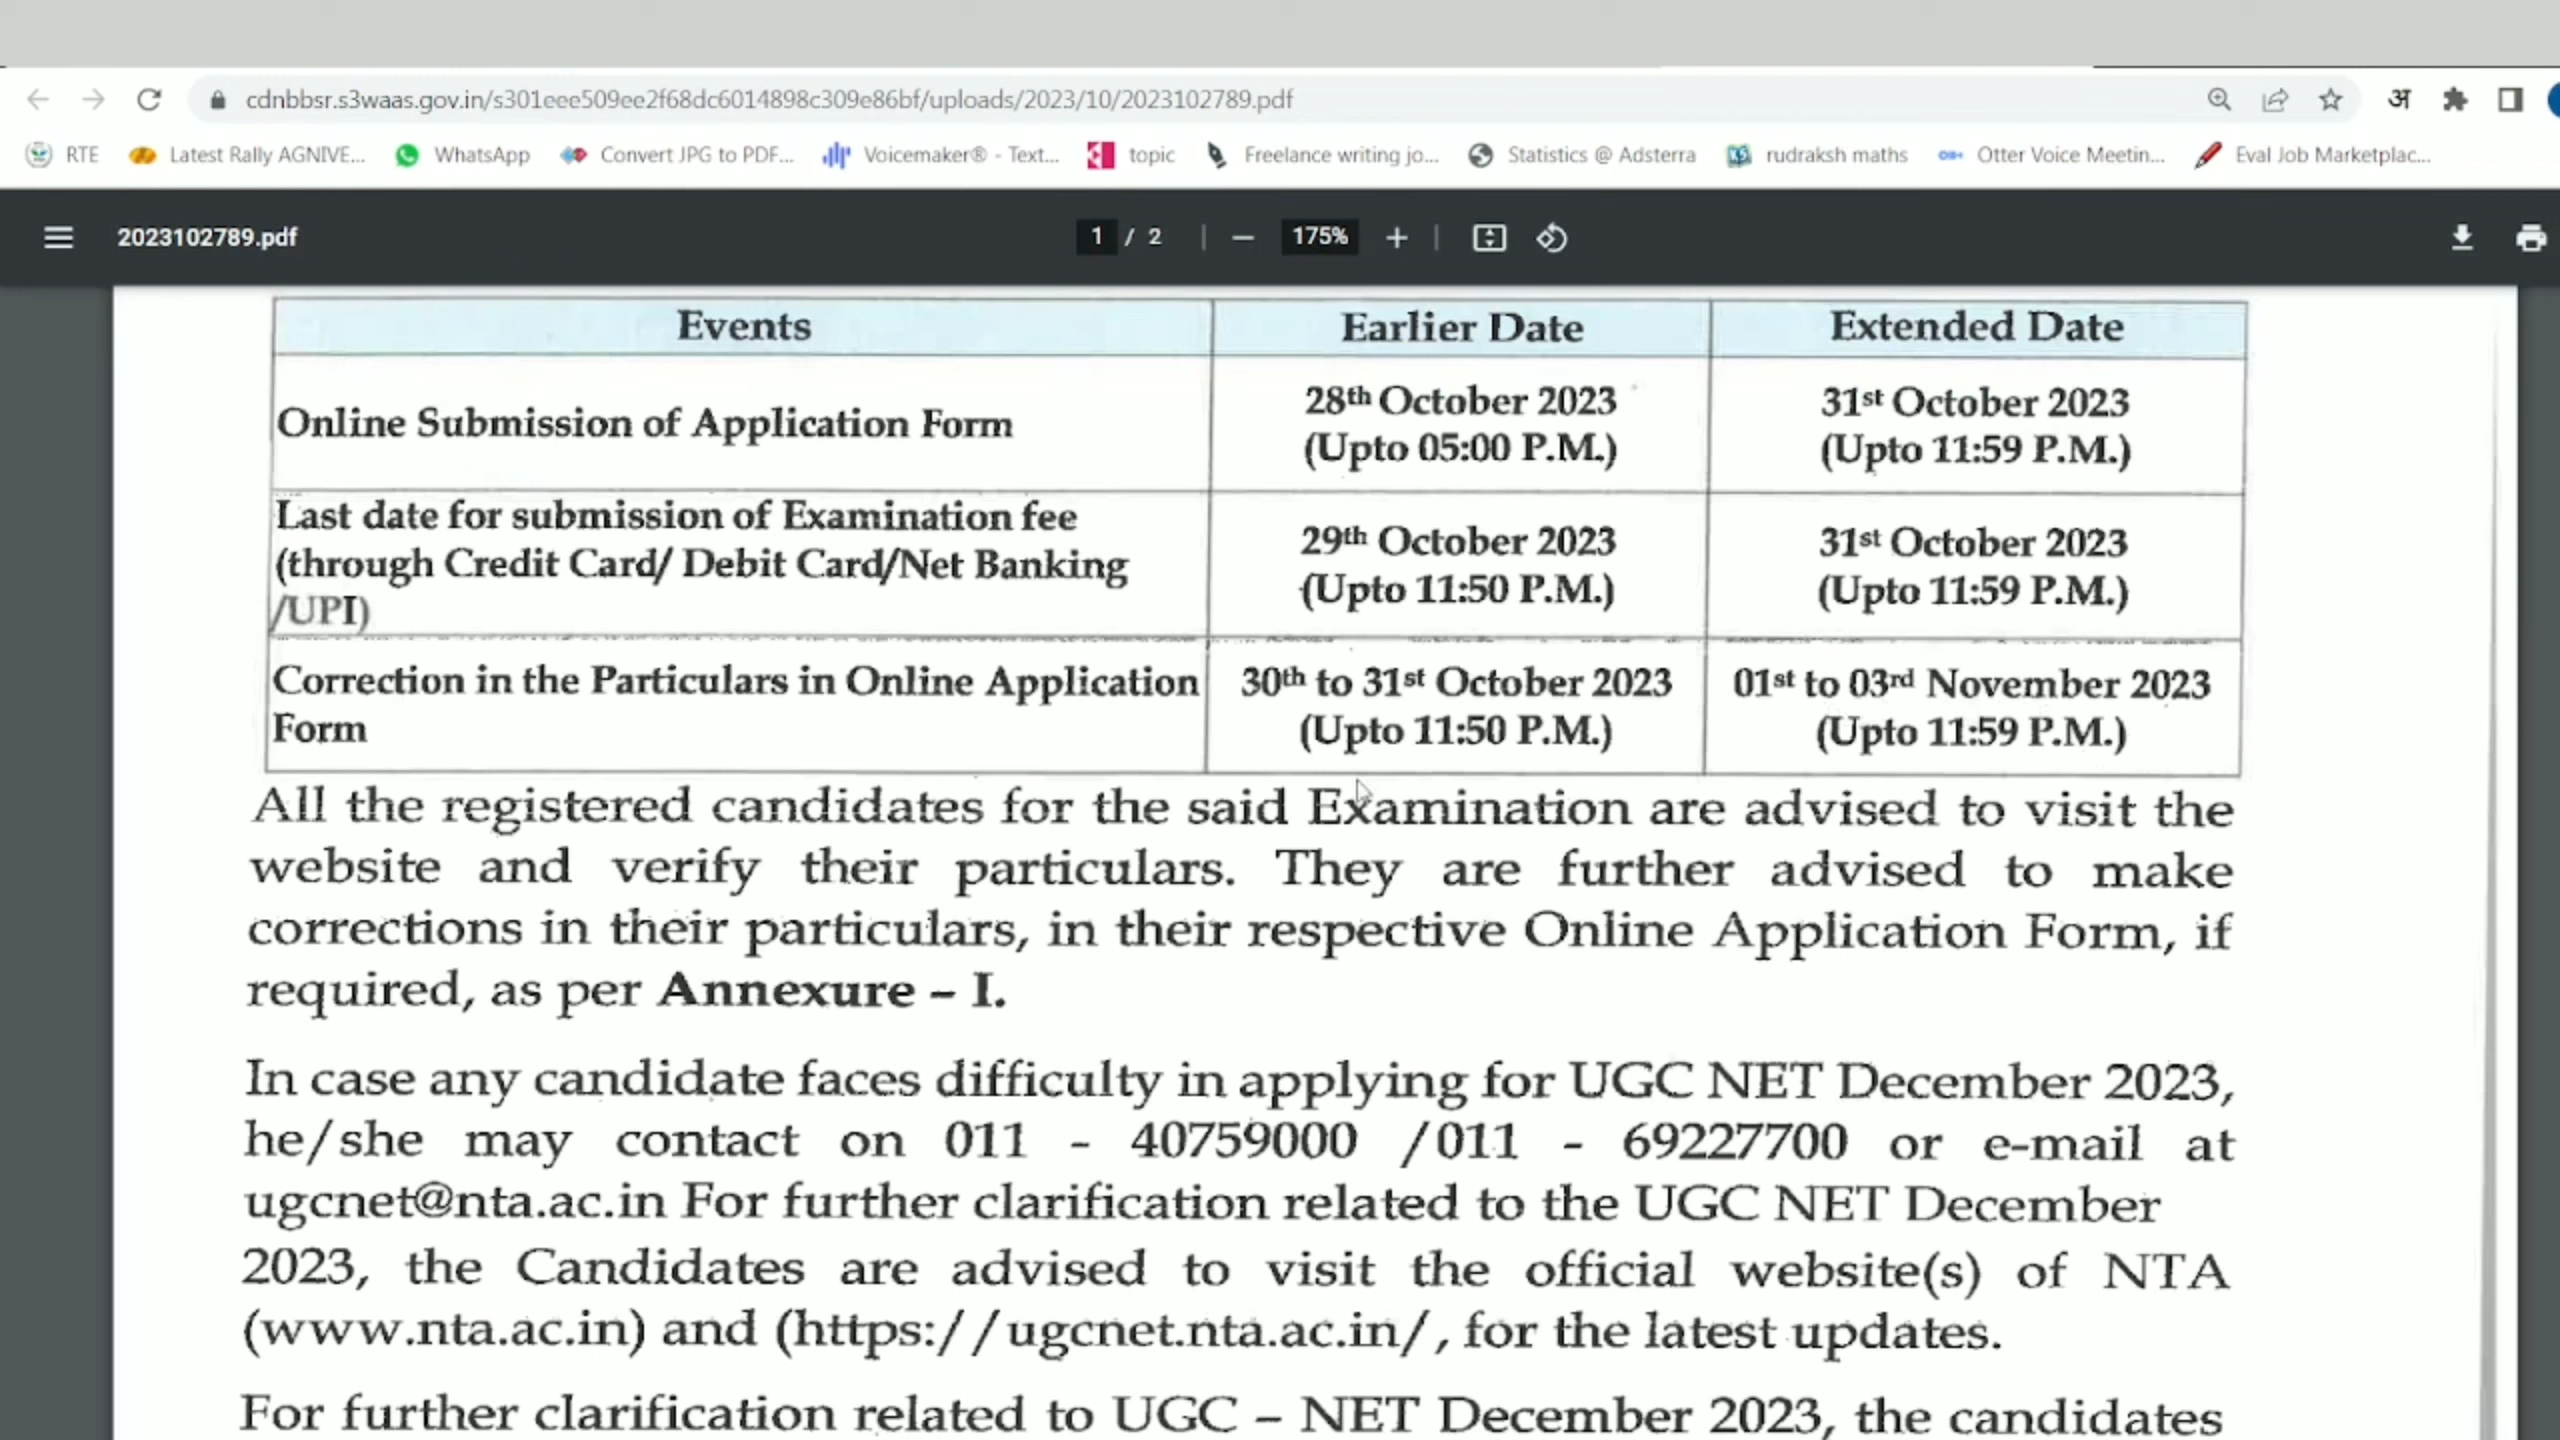 cdnbbsr.s3waas.gov.in/s301eee509ee2f68dc6014898c309e86bf/uploads/2023/10/2023102789.pdf
अ
RTE
Latest Rally AGNIVE...
WhatsApp
Convert JPG to PDF...
Voicemaker® - Text...
topic
Freelance writing jo...
Statistics @ Adsterra
rudraksh maths
Otter Voice Meetin...
Eval Job Marketplac...
2023102789.pdf
1 / 2
175%
Events Earlier Date Extended Date
Online Submission of Application Form
28th October 2023
(Upto 05:00 P.M.)
31st October 2023
(Upto 11:59 P.M.)
Last date for submission of Examination fee
(through Credit Card/ Debit Card/Net Banking
/UPI)
29th October 2023
(Upto 11:50 P.M.)
31st October 2023
(Upto 11:59 P.M.)
Correction in the Particulars in Online Application
Form
30th to 31st October 2023
(Upto 11:50 P.M.)
01st to 03rd November 2023
(Upto 11:59 P.M.)
All the registered candidates for the said Examination are advised to visit the
website and verify their particulars. They are further advised to make
corrections in their particulars, in their respective Online Application Form, if
required, as per Annexure – I.
In case any candidate faces difficulty in applying for UGC NET December 2023,
he/she may contact on 011 - 40759000 /011 - 69227700 or e-mail at
ugcnet@nta.ac.in For further clarification related to the UGC NET December
2023, the Candidates are advised to visit the official website(s) of NTA
(www.nta.ac.in) and (https://ugcnet.nta.ac.in/, for the latest updates.
For further clarification related to UGC – NET December 2023, the candidates